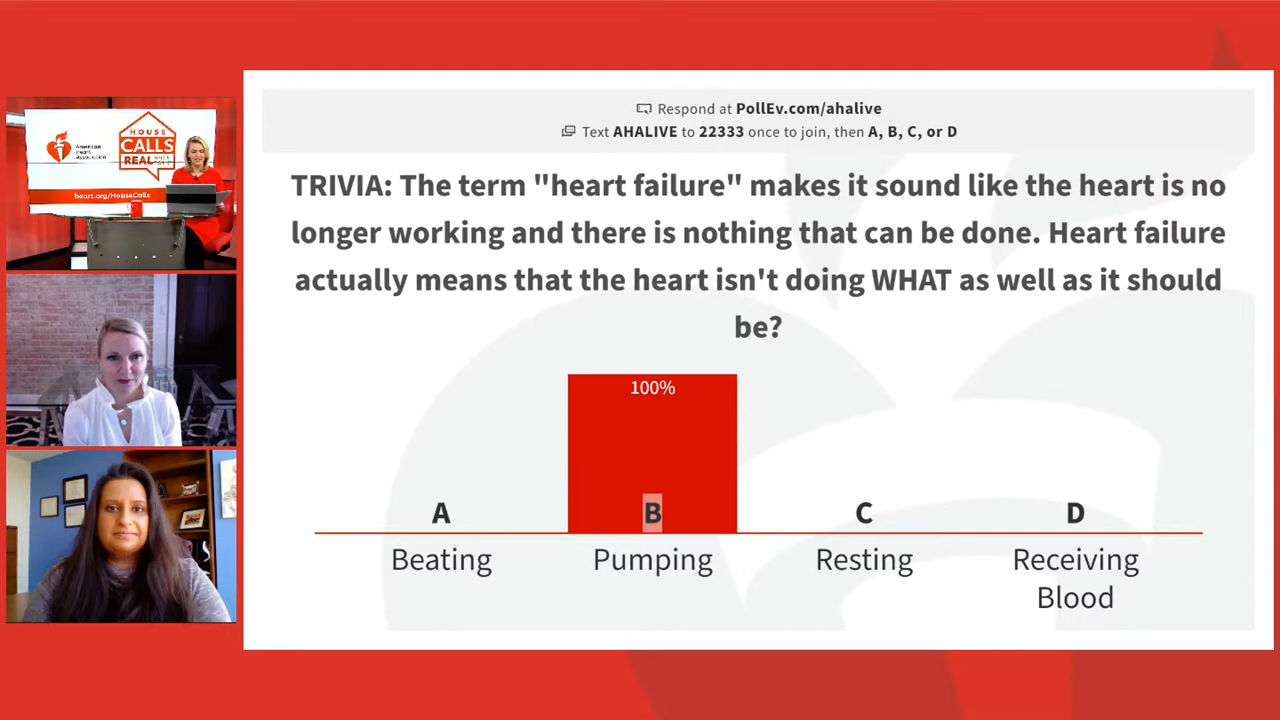 American
Heart
Association
HOUSE
CALLS
REAL
heart.org/HouseCalls
Respond at PollEv.com/ahalive
Text AHALIVE to 22333 once to join, then A, B, C, or D
TRIVIA: The term "heart failure" makes it sound like the heart is no
longer working and there is nothing that can be done. Heart failure
actually means that the heart isn't doing WHAT as well as it should
be?
100%
A B C D
Beating Pumping Resting Receiving
Blood